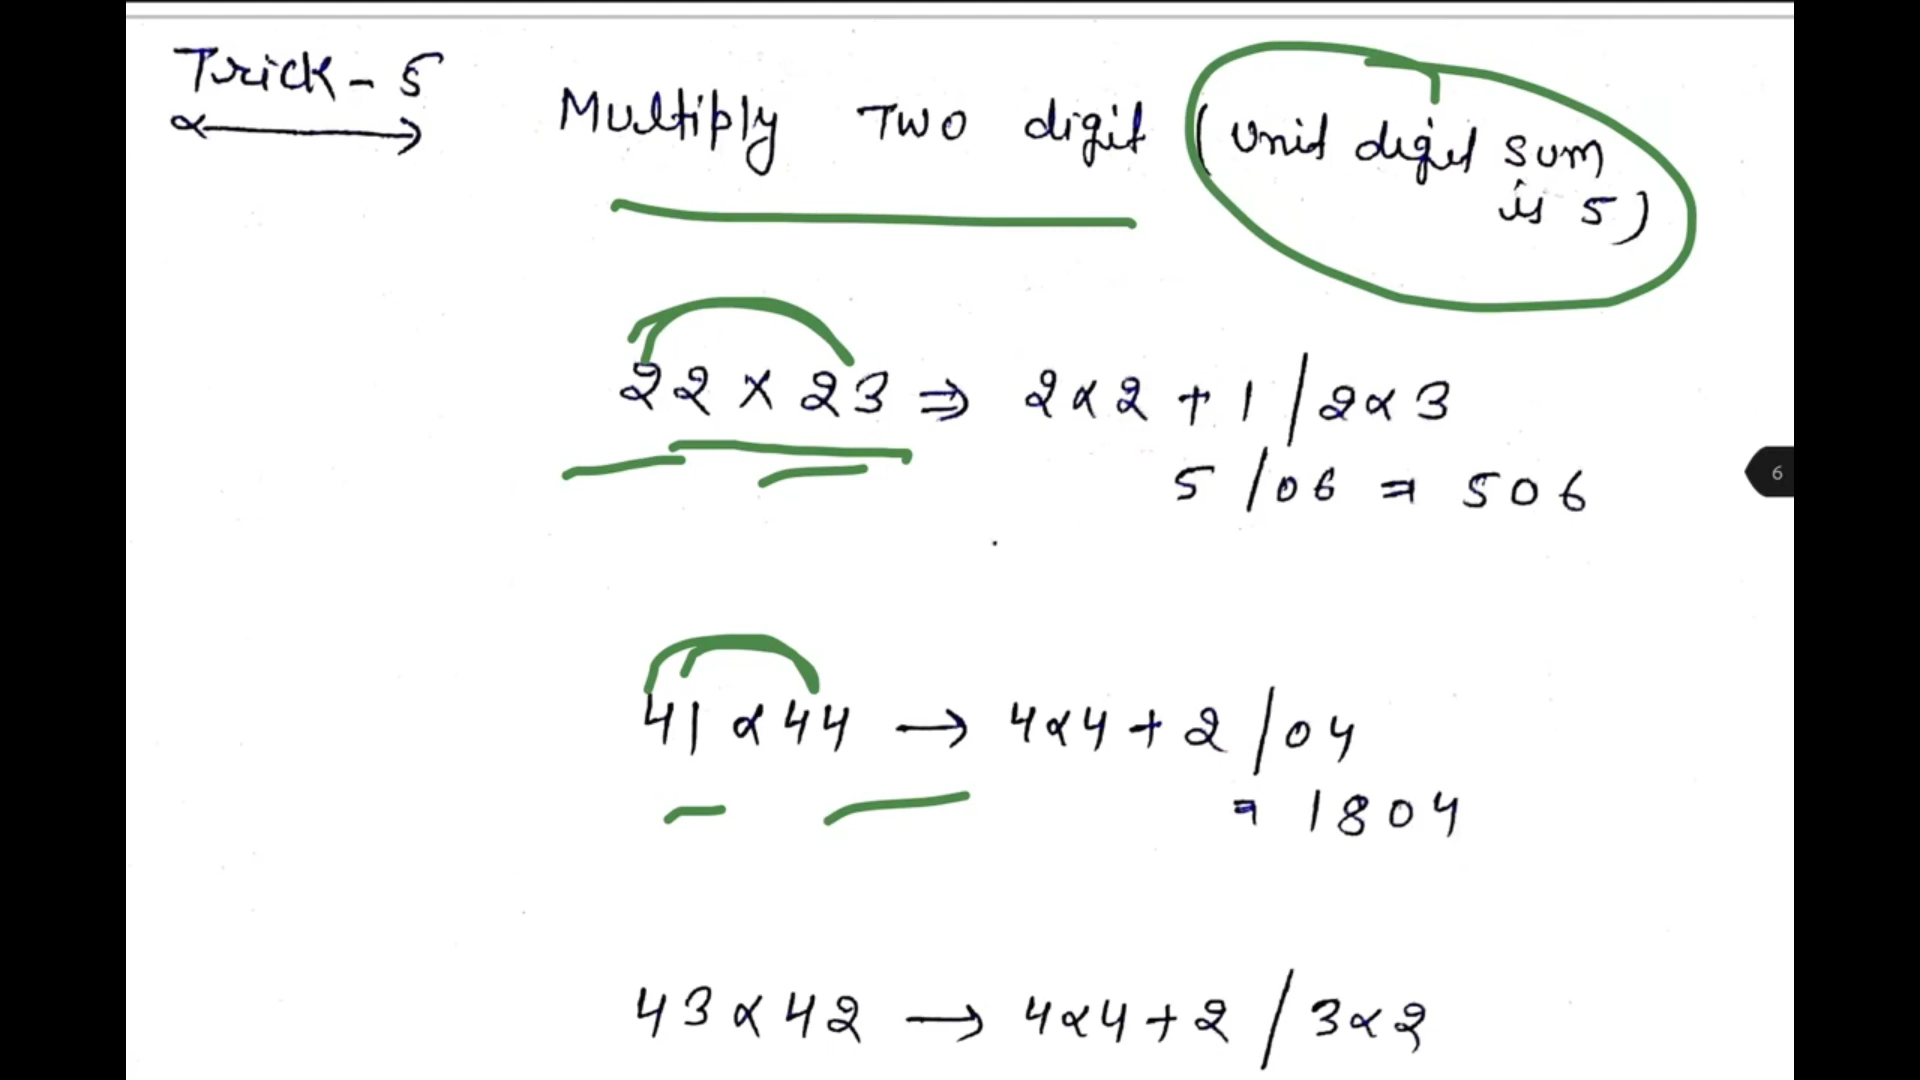 Trick - 5
Multiply Two digit (Unit digit sum
is 5)
22 × 23 ⇒ 2×2 + 1 / 2×3
5 / 06 = 506
6
41 × 44 → 4×4 + 2 / 04
= 1804
43 × 42 → 4×4 + 2 / 3×2